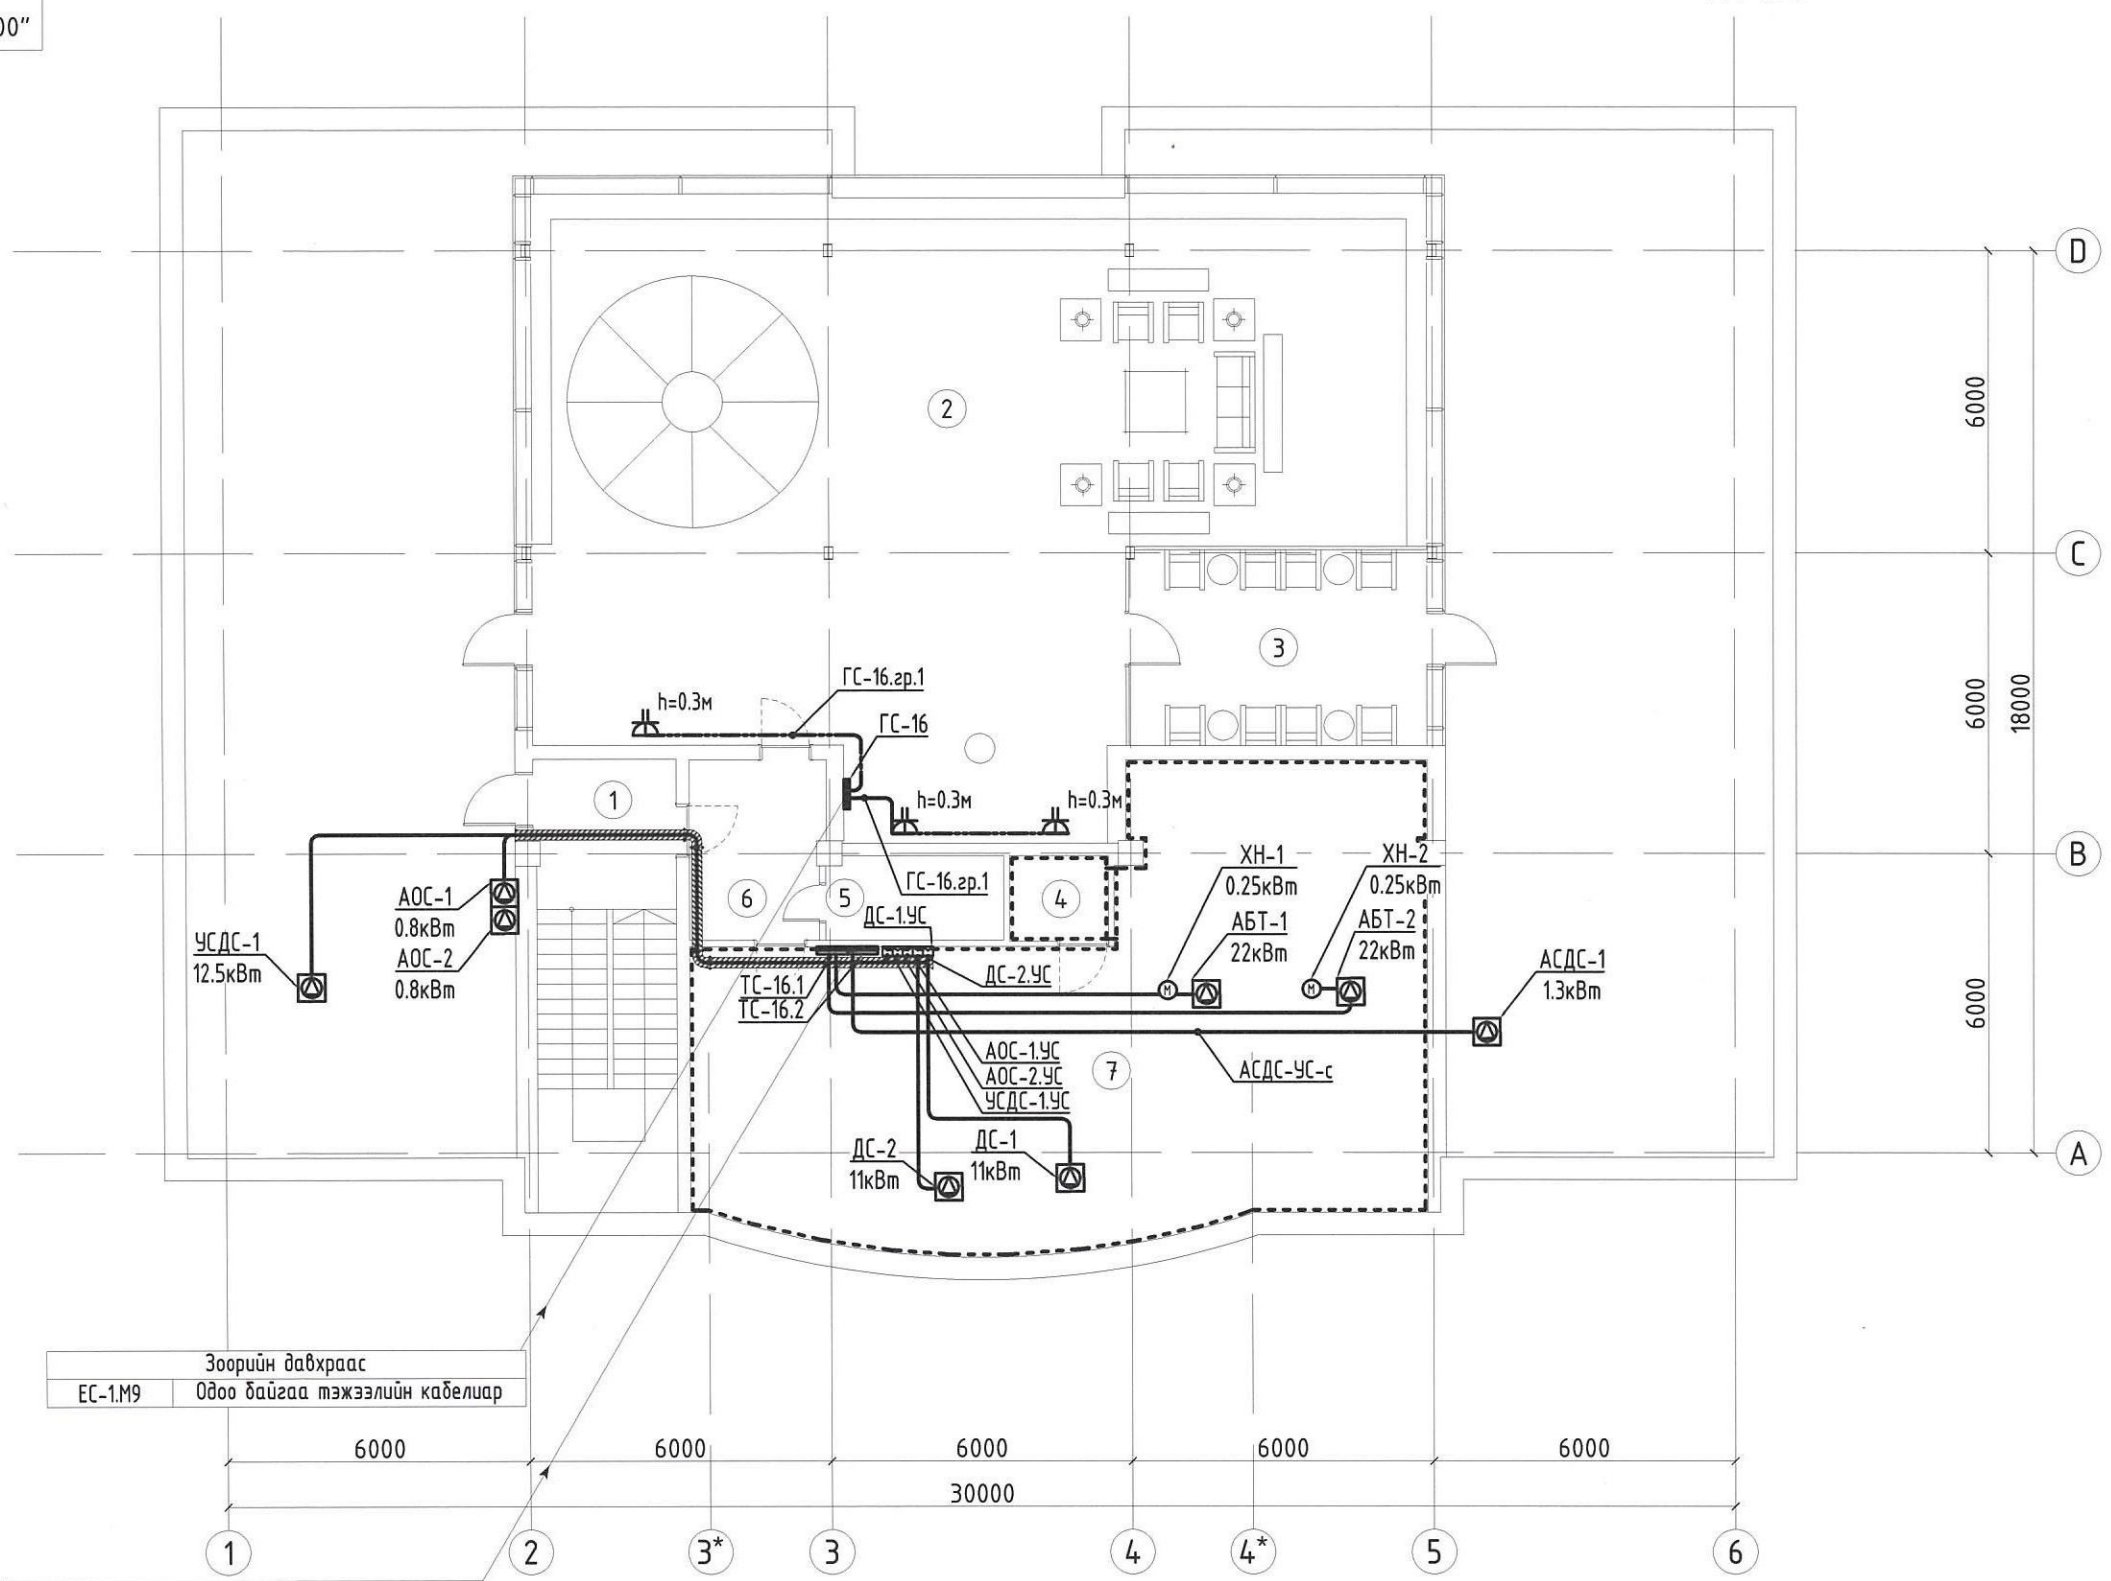 00"
D
6000
2
C
3
6000
18000
ГС-16.гр.1
h=0.3м
ГС-16
1
h=0.3м
h=0.3м
B
ХН-1
0.25кВт
ХН-2
0.25кВт
АОС-1
0.8кВт
АОС-2
0.8кВт
6
5
ГС-16.гр.1
4
ДС-1.УС
АБТ-1
22кВт
АБТ-2
22кВт
УСДС-1
12.5кВт
АСДС-1
1.3кВт
ТС-16.1
ТС-16.2
ДС-2.УС
6000
АОС-1.УС
АОС-2.УС
УСДС-1.УС
7
АСДС-УС-с
ДС-2
11кВт
ДС-1
11кВт
A
Зоорийн давхраас
ЕС-1.М9
Одоо байгаа тэжээлийн кабелиар
6000
6000
6000
6000
6000
30000
1
2
3*
3
4
4*
5
6
М
М